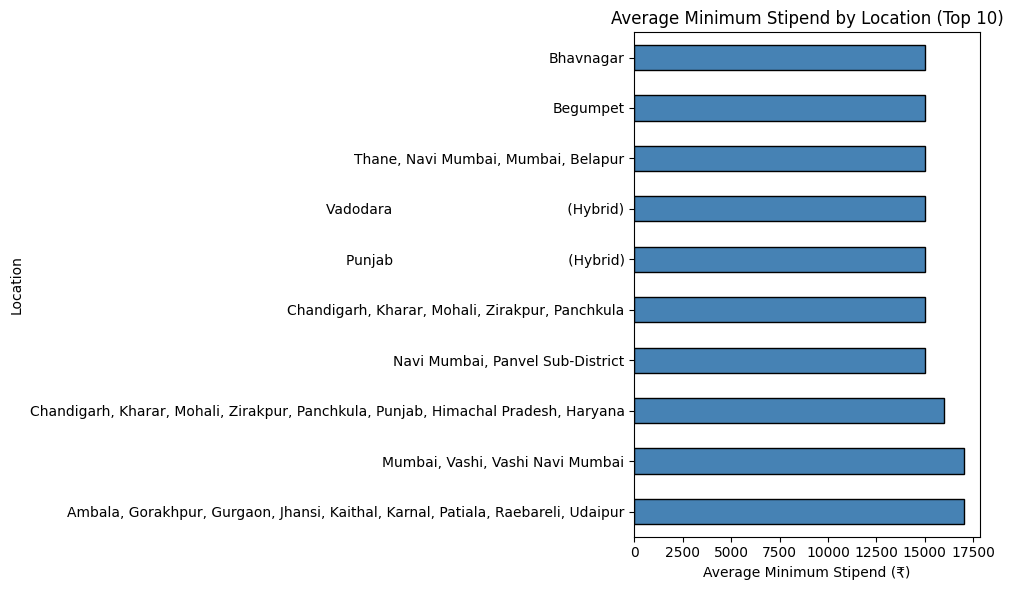 Average Minimum Stipend by Location (Top 10)
Bhavnagar
Begumpet
Thane, Navi Mumbai, Mumbai, Belapur
Vadodara (Hybrid)
Punjab (Hybrid)
Location
Chandigarh, Kharar, Mohali, Zirakpur, Panchkula
Navi Mumbai, Panvel Sub-District
Chandigarh, Kharar, Mohali, Zirakpur, Panchkula, Punjab, Himachal Pradesh, Haryana
Mumbai, Vashi, Vashi Navi Mumbai
Ambala, Gorakhpur, Gurgaon, Jhansi, Kaithal, Karnal, Patiala, Raebareli, Udaipur
0 2500 5000 7500 10000 12500 15000 17500
Average Minimum Stipend (₹)